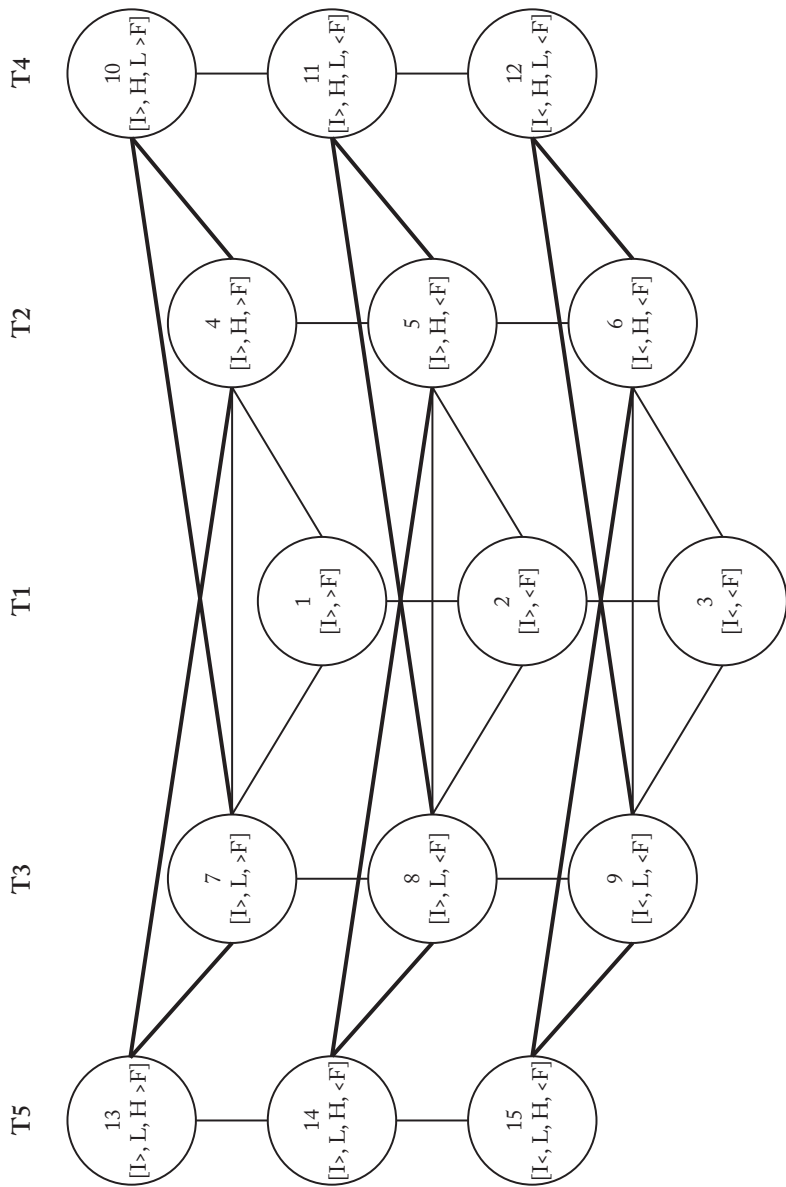 T5 T3 T1 T2 T4
13
[I>, L, H >F]
10
[I>, H, L >F]
7
[I>, L, >F]
4
[I>, H, >F]
1
[I>, >F]
14
[I>, L, H, <F]
11
[I>, H, L, <F]
8
[I>, L, <F]
5
[I>, H, <F]
2
[I>, <F]
15
[I<, L, H, <F]
12
[I<, H, L, <F]
9
[I<, L, <F]
6
[I<, H, <F]
3
[I<, <F]